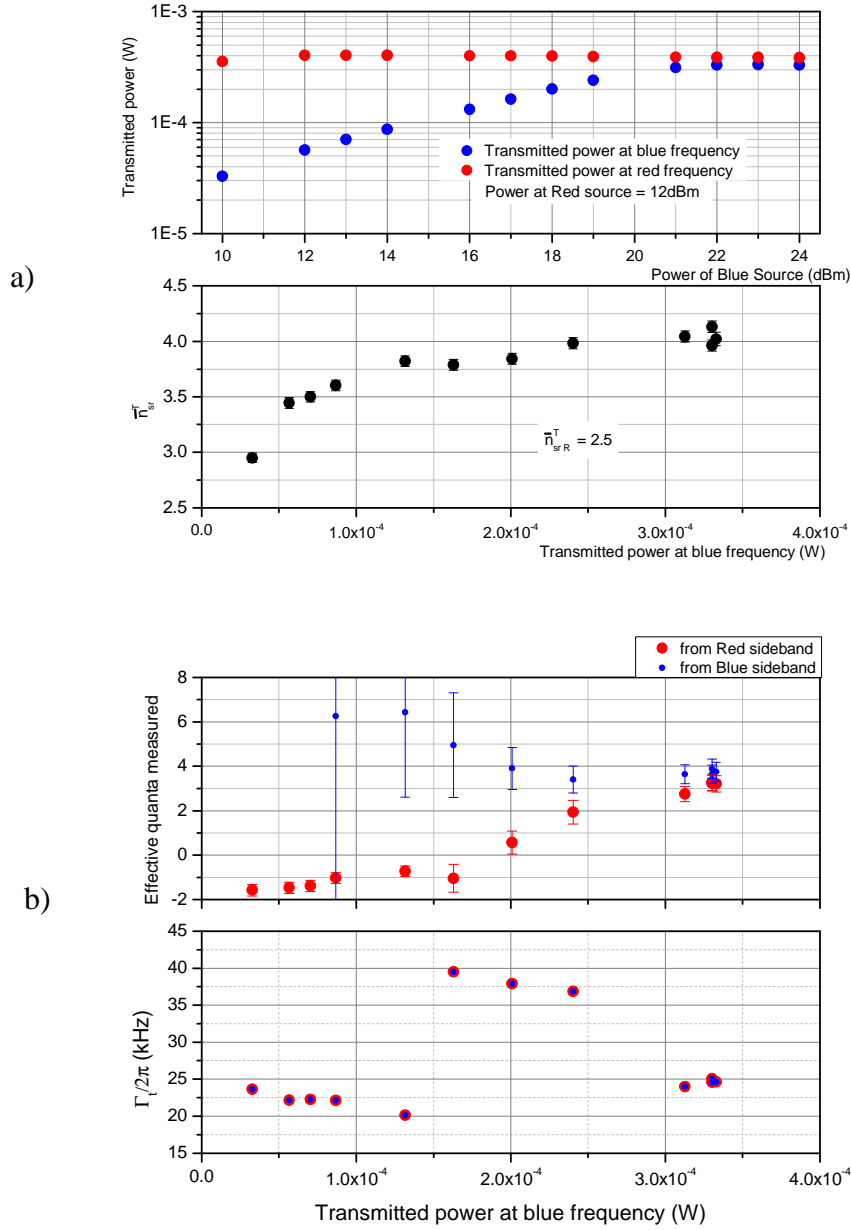 1E-3
1E-4
1E-5
Transmitted power (W)
Transmitted power at blue frequency
Transmitted power at red frequency
Power at Red source = 12dBm
10 12 14 16 18 20 22 24
Power of Blue Source (dBm)
a)
4.5
4.0
3.5
3.0
2.5
n̄ᵀₛᵣ
n̄ᵀₛᵣ R = 2.5
0.0 1.0x10⁻⁴ 2.0x10⁻⁴ 3.0x10⁻⁴ 4.0x10⁻⁴
Transmitted power at blue frequency (W)
from Red sideband
from Blue sideband
8
6
4
2
0
-2
Effective quanta measured
b)
45
40
35
30
25
20
15
Γₜ/2π (kHz)
0.0 1.0x10⁻⁴ 2.0x10⁻⁴ 3.0x10⁻⁴ 4.0x10⁻⁴
Transmitted power at blue frequency (W)